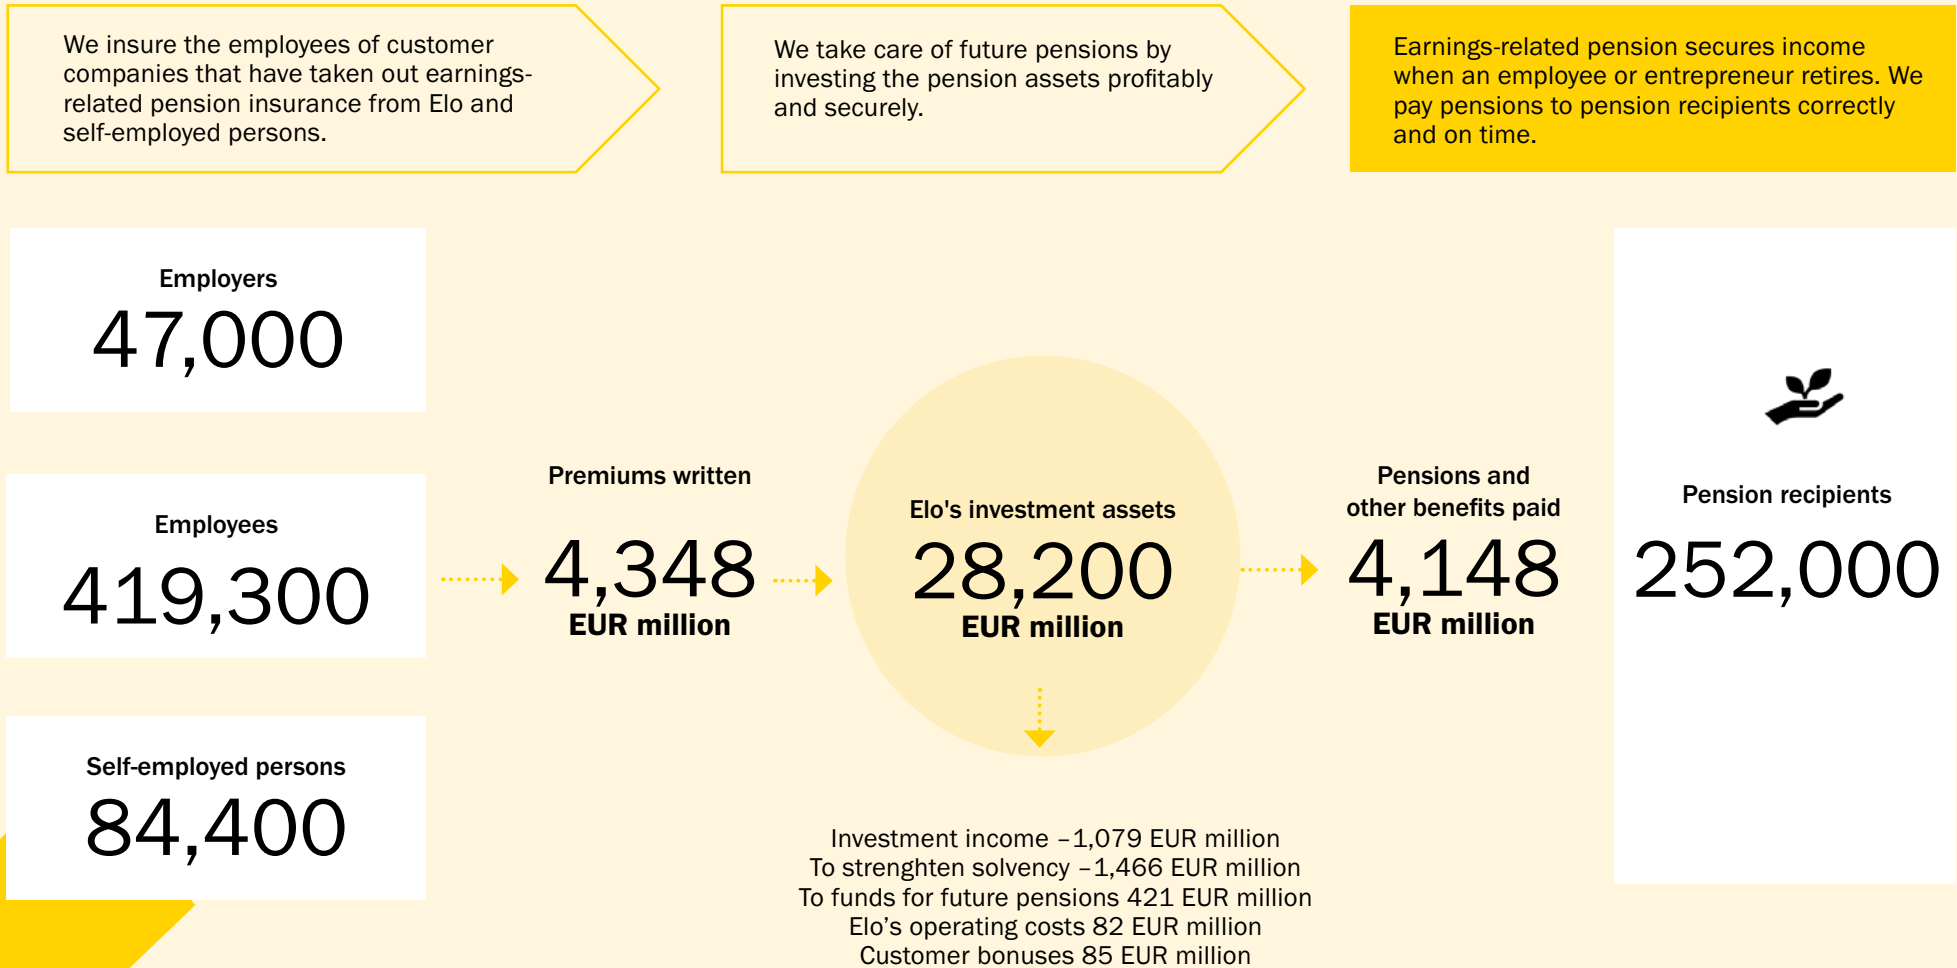 We insure the employees of customer
companies that have taken out earnings-
related pension insurance from Elo and
self-employed persons.
We take care of future pensions by
investing the pension assets profitably
and securely.
Earnings-related pension secures income
when an employee or entrepreneur retires. We
pay pensions to pension recipients correctly
and on time.
Employers
47,000
Employees
419,300
Self-employed persons
84,400
Premiums written
4,348
EUR million
Elo's investment assets
28,200
EUR million
Investment income –1,079 EUR million
To strenghten solvency –1,466 EUR million
To funds for future pensions 421 EUR million
Elo’s operating costs 82 EUR million
Customer bonuses 85 EUR million
Pensions and
other benefits paid
4,148
EUR million
Pension recipients
252,000